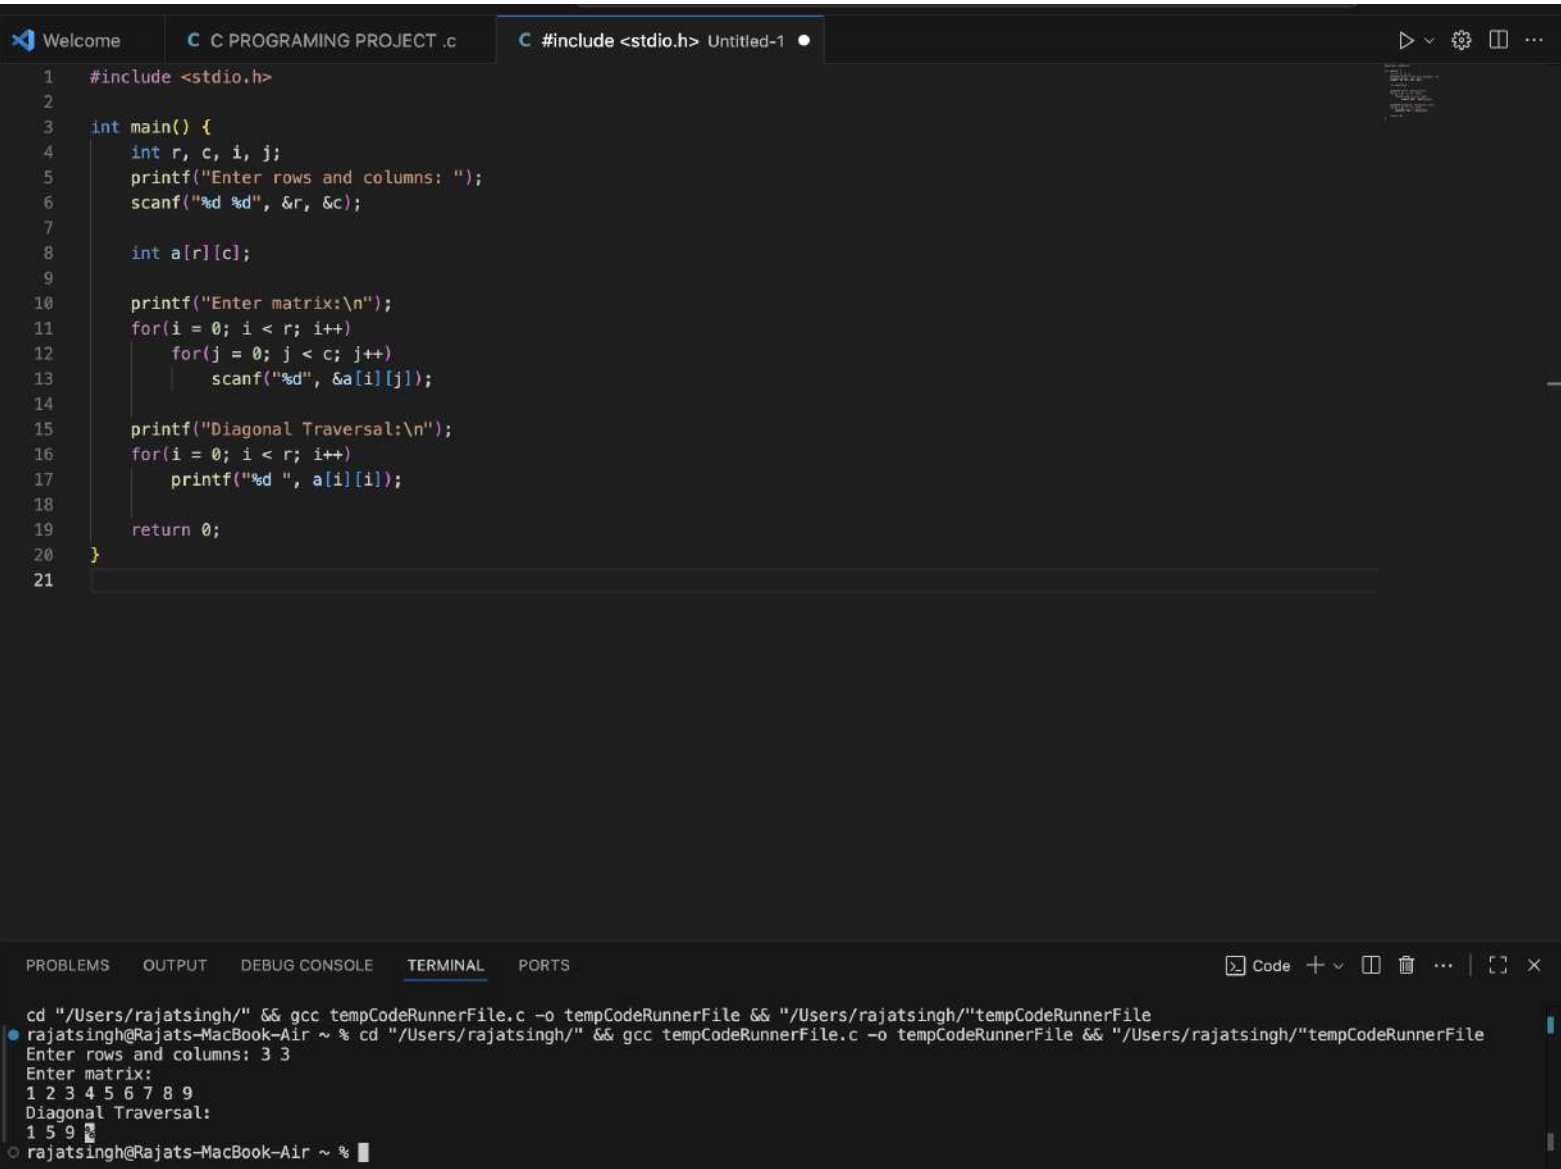 Welcome C C PROGRAMING PROJECT .c C #include <stdio.h> Untitled-1
1 #include <stdio.h>
2
3 int main() {
4     int r, c, i, j;
5     printf("Enter rows and columns: ");
6     scanf("%d %d", &r, &c);
7
8     int a[r][c];
9
10     printf("Enter matrix:\n");
11     for(i = 0; i < r; i++)
12         for(j = 0; j < c; j++)
13             scanf("%d", &a[i][j]);
14
15     printf("Diagonal Traversal:\n");
16     for(i = 0; i < r; i++)
17         printf("%d ", a[i][i]);
18
19     return 0;
20 }
21
PROBLEMS OUTPUT DEBUG CONSOLE TERMINAL PORTS Code
cd "/Users/rajatsingh/" && gcc tempCodeRunnerFile.c -o tempCodeRunnerFile && "/Users/rajatsingh/"tempCodeRunnerFile
rajatsingh@Rajats-MacBook-Air ~ % cd "/Users/rajatsingh/" && gcc tempCodeRunnerFile.c -o tempCodeRunnerFile && "/Users/rajatsingh/"tempCodeRunnerFile
Enter rows and columns: 3 3
Enter matrix:
1 2 3 4 5 6 7 8 9
Diagonal Traversal:
1 5 9 %
rajatsingh@Rajats-MacBook-Air ~ %